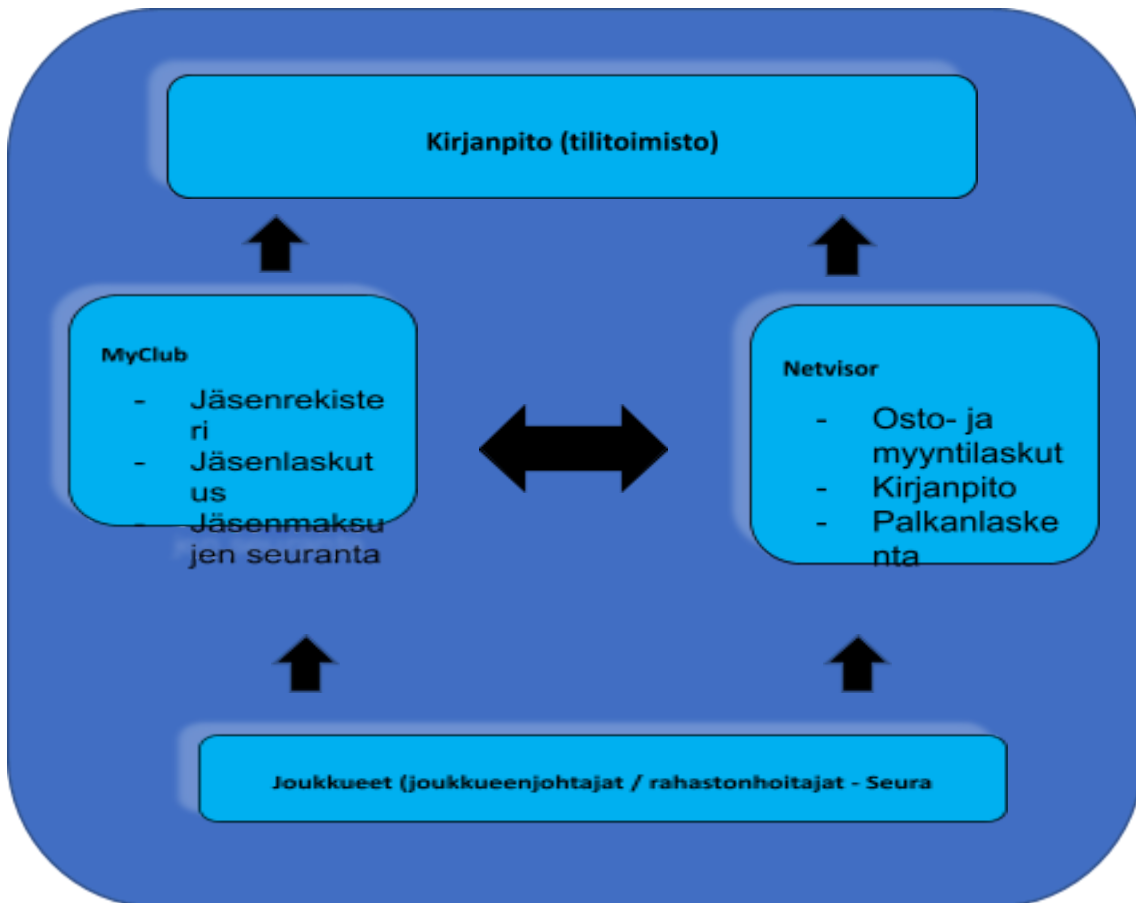 Kirjanpito (tilitoimisto)
MyClub
- Jäsenrekiste
ri
- Jäsenlaskut
us
- Jäsenmaksu
jen seuranta
Netvisor
- Osto- ja
myyntilaskut
- Kirjanpito
- Palkanlaske
nta
Joukkueet (joukkueenjohtajat / rahastonhoitajat - Seura